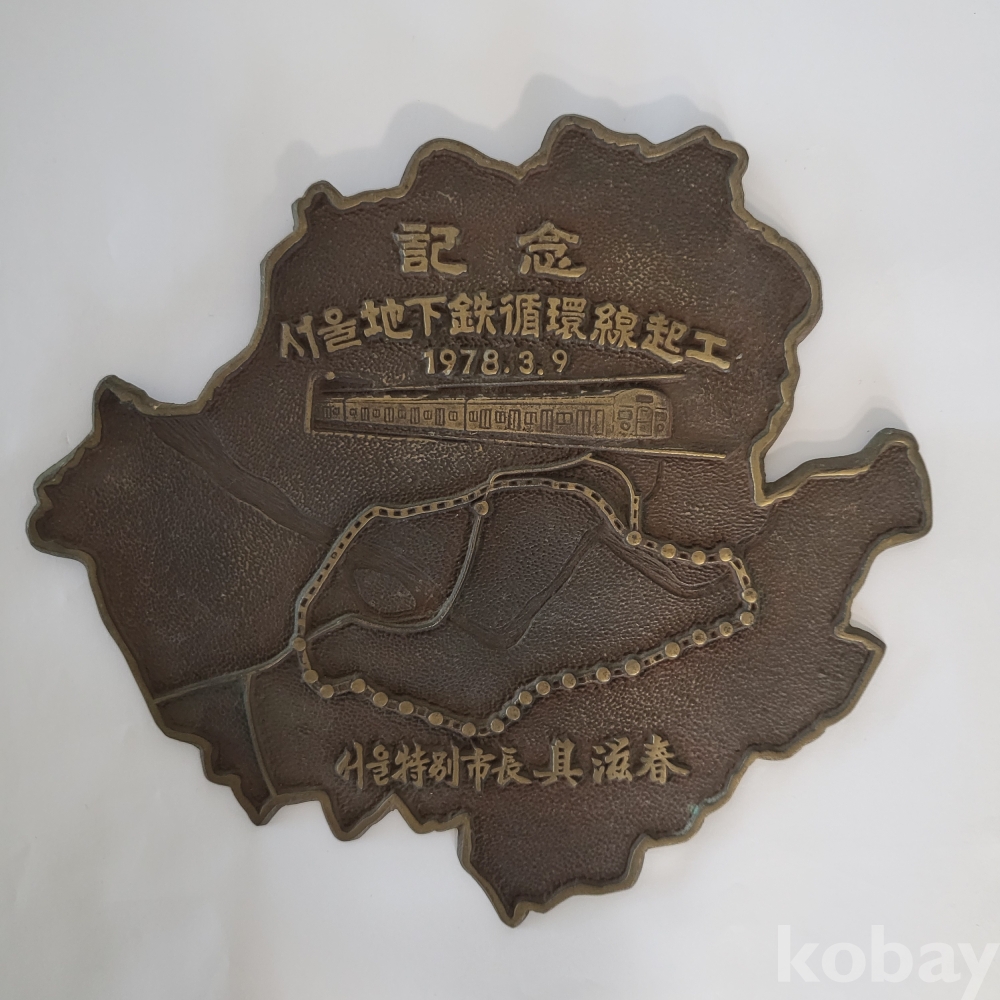 記念
서울地下鉄循環線起工
1978.3.9
서울特別市長 具滋春
kobay